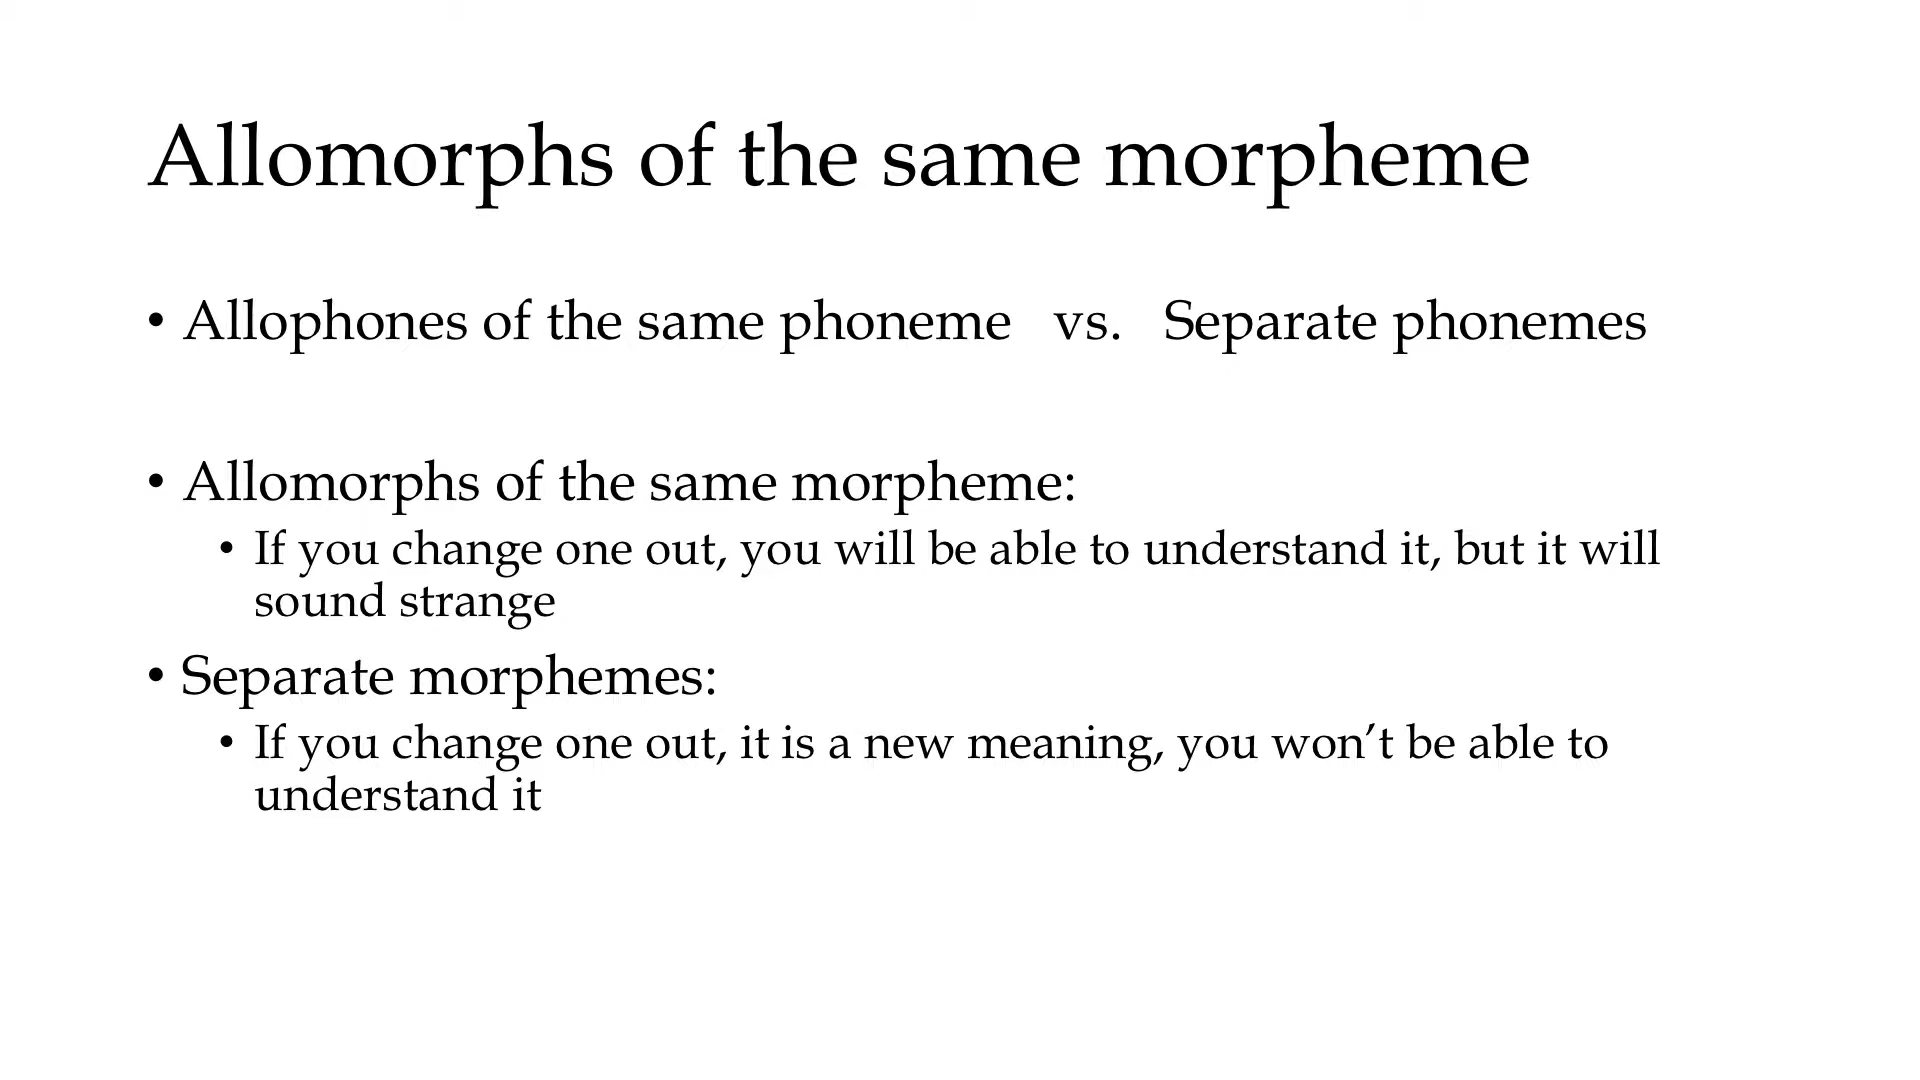 Allomorphs of the same morpheme
• Allophones of the same phoneme vs. Separate phonemes
• Allomorphs of the same morpheme:
• If you change one out, you will be able to understand it, but it will
sound strange
• Separate morphemes:
• If you change one out, it is a new meaning, you won’t be able to
understand it